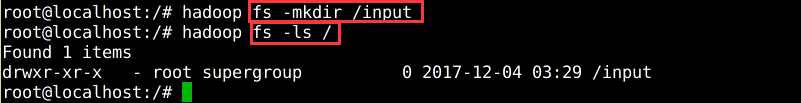 root@localhost:/# hadoop fs -mkdir /input
root@localhost:/# hadoop fs -ls /
Found 1 items
drwxr-xr-x   - root supergroup          0 2017-12-04 03:29 /input
root@localhost:/#